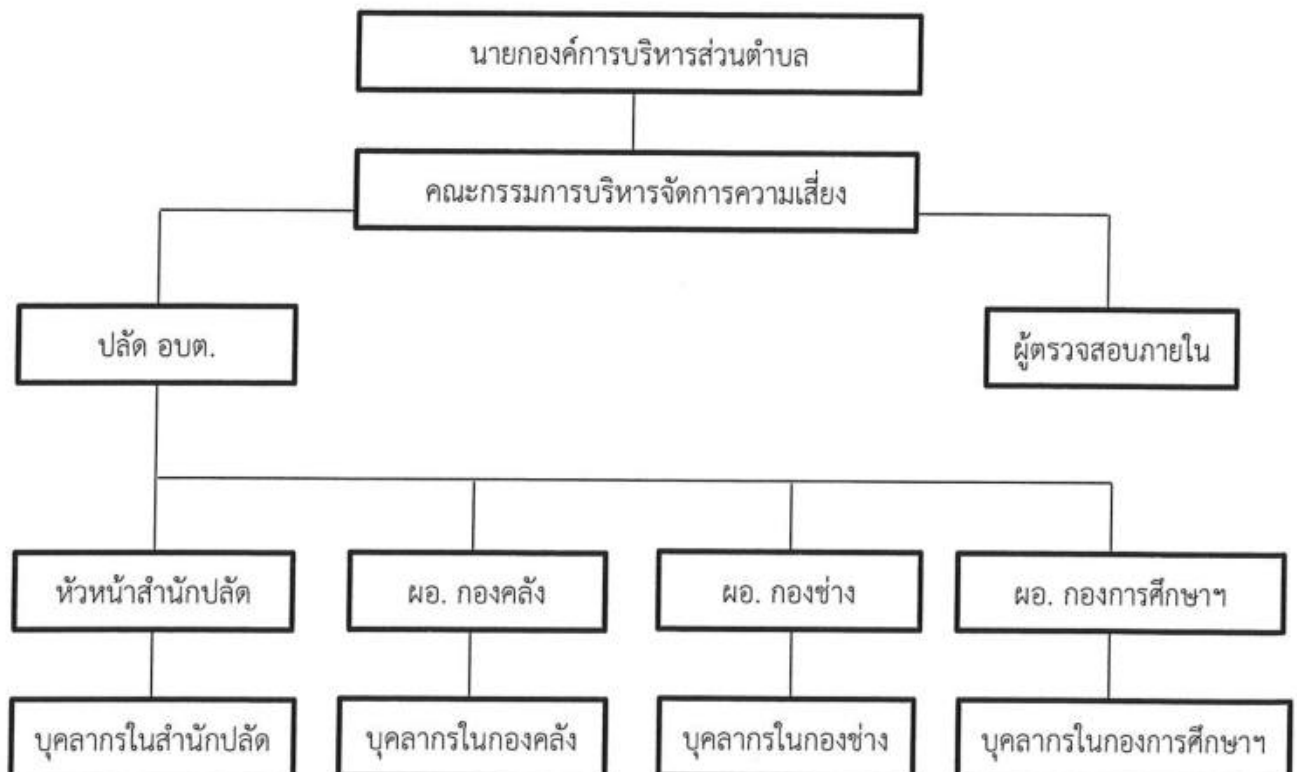 นายกองค์การบริหารส่วนตำบล
คณะกรรมการบริหารจัดการความเสี่ยง
ปลัด อบต.
ผู้ตรวจสอบภายใน
หัวหน้าสำนักปลัด
ผอ. กองคลัง
ผอ. กองช่าง
ผอ. กองการศึกษาฯ
บุคลากรในสำนักปลัด
บุคลากรในกองคลัง
บุคลากรในกองช่าง
บุคลากรในกองการศึกษาฯ